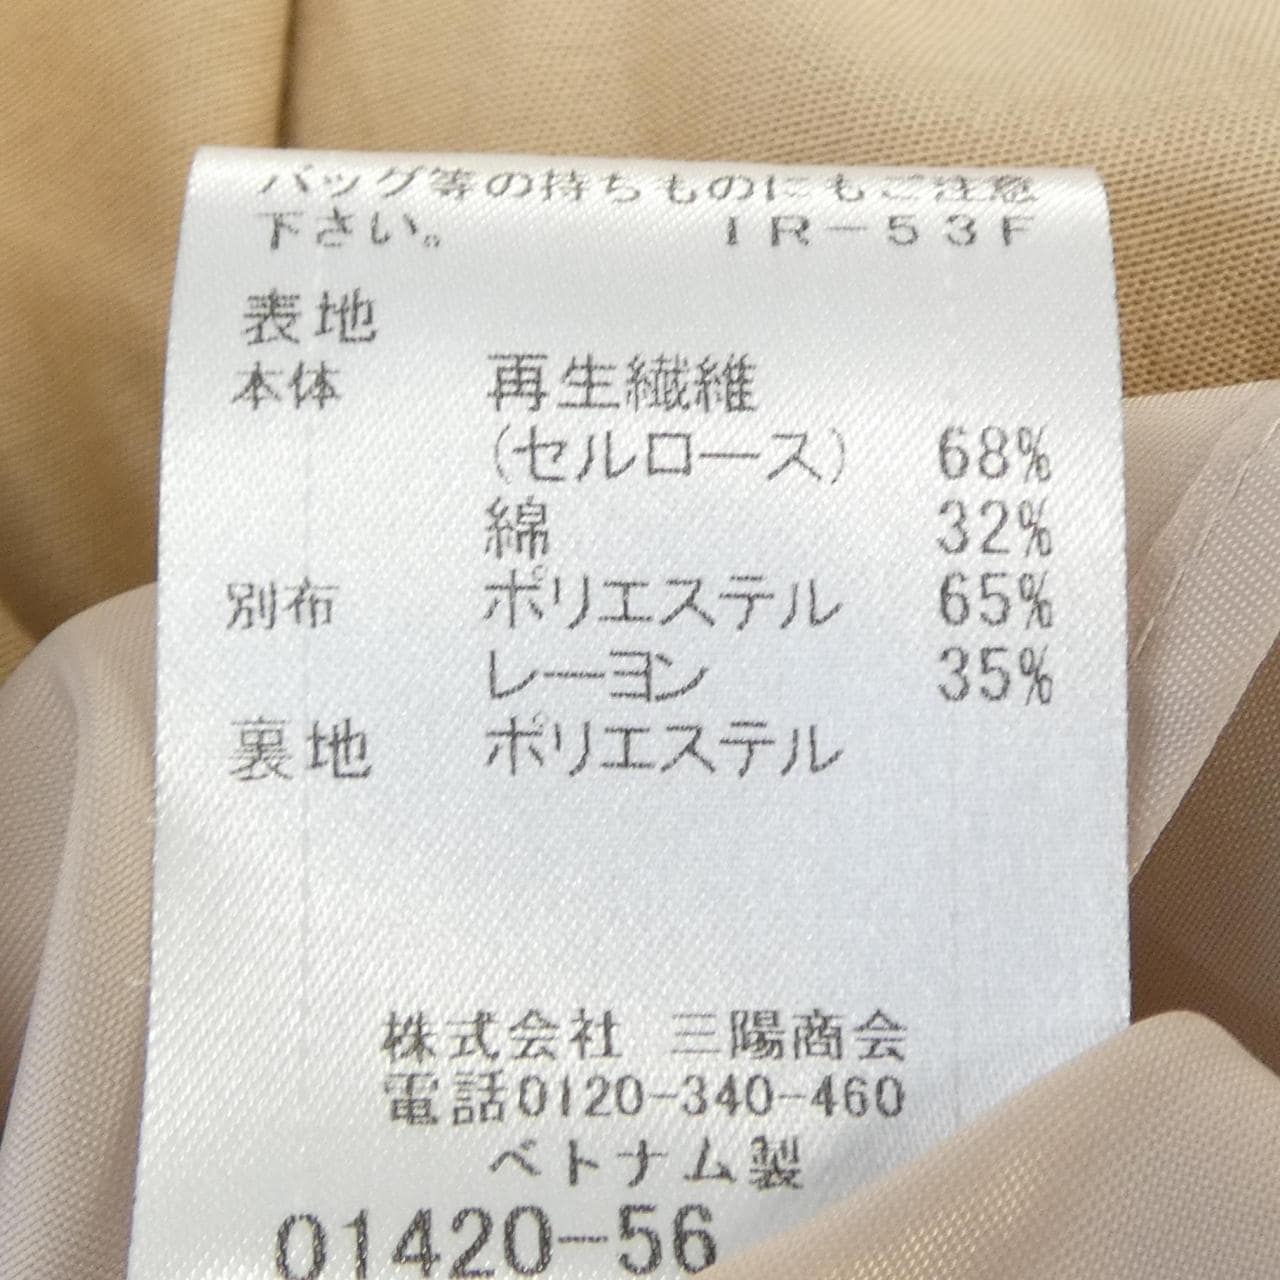 バッグ等の持ちものにもご注意
下さい。 IR-53F
表地
本体 再生繊維
(セルロース) 68%
綿 32%
別布 ポリエステル 65%
レーヨン 35%
裏地 ポリエステル
株式会社 三陽商会
電話0120-340-460
ベトナム製
01420-56